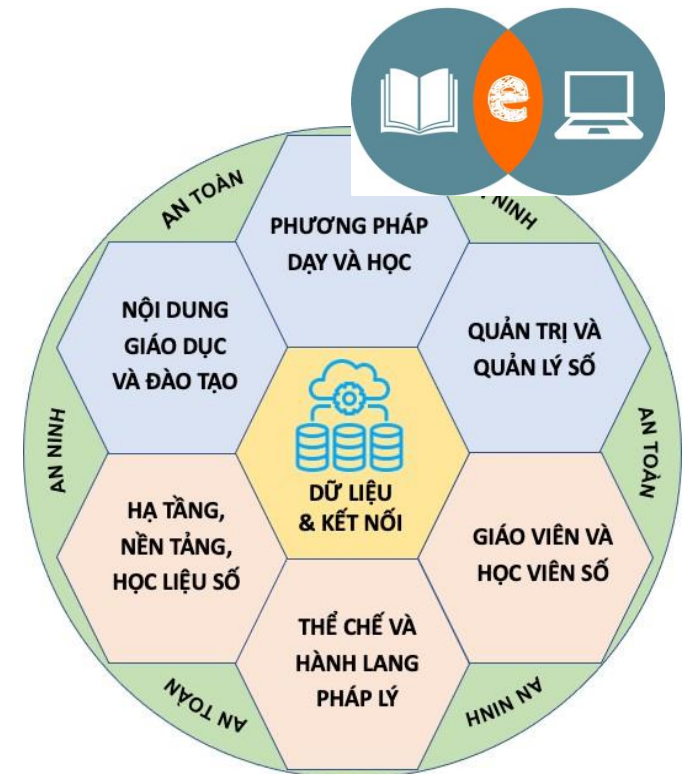 e
AN TOÀN
NINH
PHƯƠNG PHÁP
DẠY VÀ HỌC
NỘI DUNG
GIÁO DỤC
VÀ ĐÀO TẠO
QUẢN TRỊ VÀ
QUẢN LÝ SỐ
AN NINH
AN TOÀN
DỮ LIỆU
& KẾT NỐI
HẠ TẦNG,
NỀN TẢNG,
HỌC LIỆU SỐ
GIÁO VIÊN VÀ
HỌC VIÊN SỐ
THỂ CHẾ VÀ
HÀNH LANG
PHÁP LÝ
AN TOÀN
AN NINH